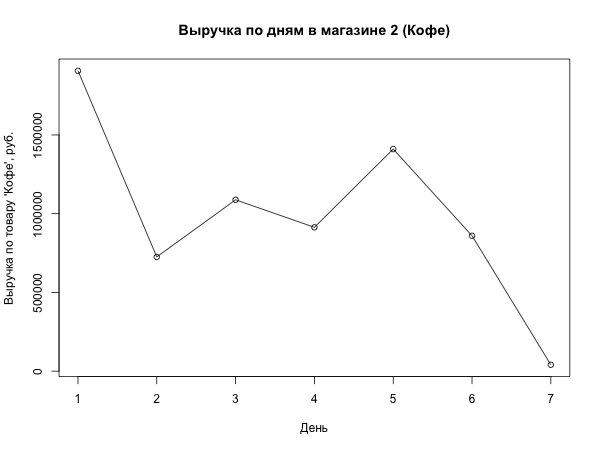 Выручка по дням в магазине 2 (Кофе)
Выручка по товару 'Кофе', руб.
1500000
1000000
500000
0
1 2 3 4 5 6 7
День